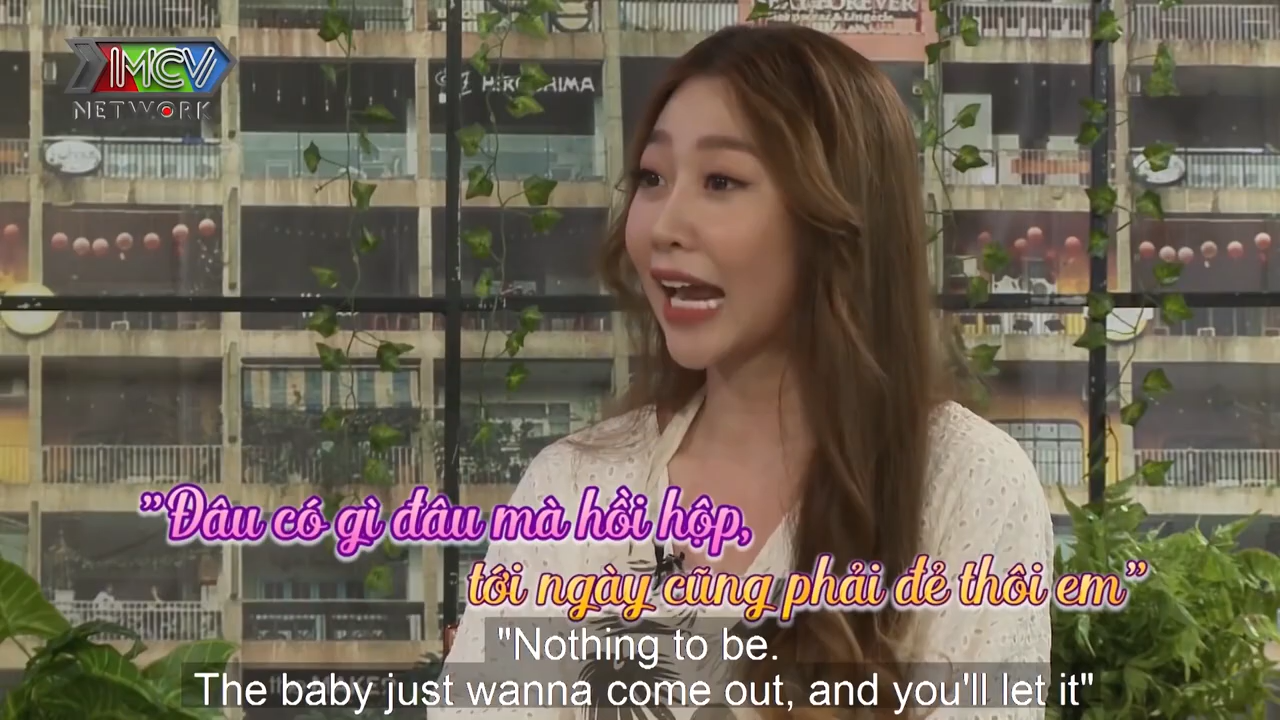 MCV
NETWORK
HIROSHIMA
"Đâu có gì đâu mà hồi hộp,
tới ngày cũng phải đẻ thôi em"
"Nothing to be.
The baby just wanna come out, and you'll let it"